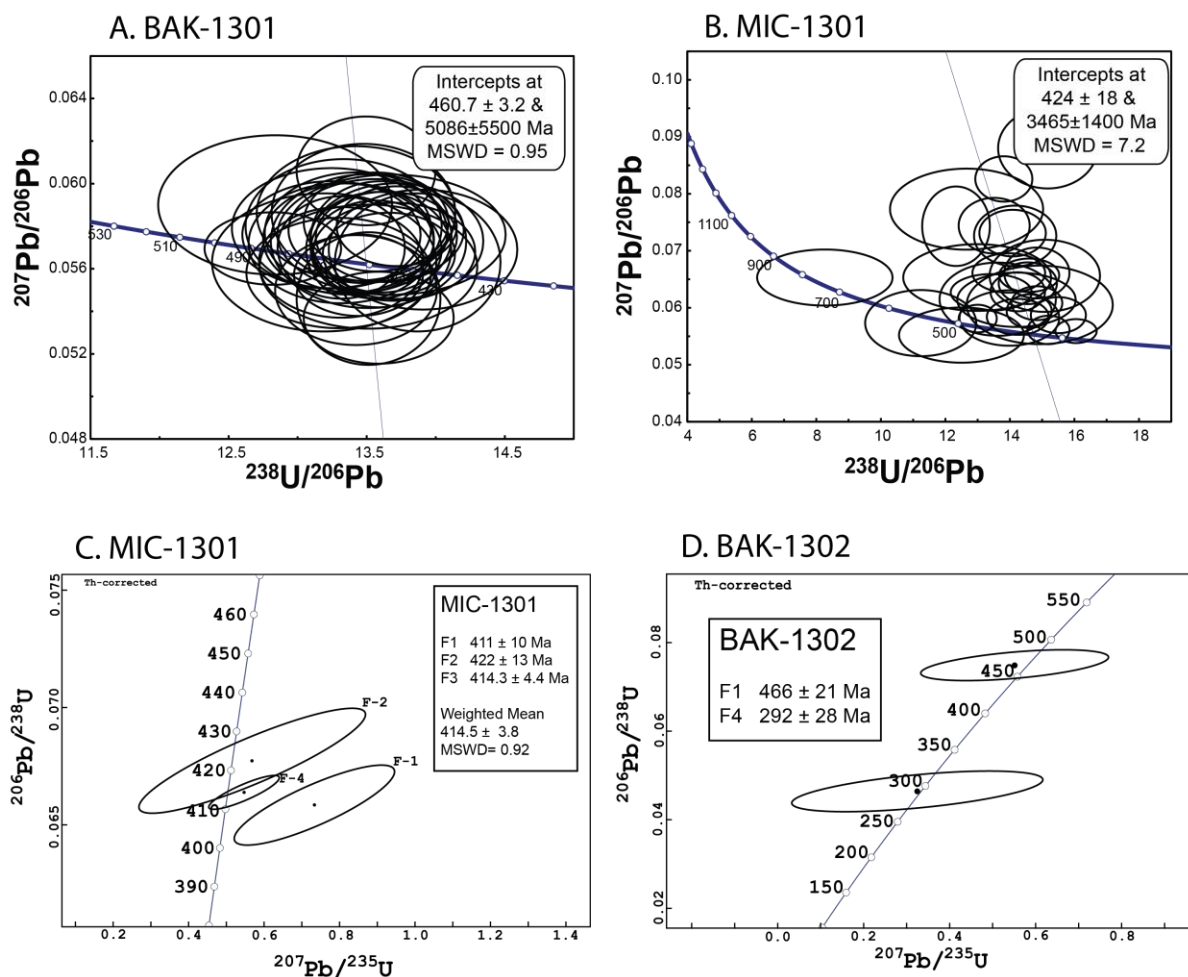 A. BAK-1301
Intercepts at
460.7 ± 3.2 &
5086±5500 Ma
MSWD = 0.95
0.064
0.060
0.056
0.052
0.048
207Pb/206Pb
530
510
490
430
11.5
12.5
13.5
14.5
238U/206Pb
B. MIC-1301
Intercepts at
424 ± 18 &
3465±1400 Ma
MSWD = 7.2
0.10
0.09
0.08
0.07
0.06
0.05
0.04
207Pb/206Pb
1100
900
700
500
4
6
8
10
12
14
16
18
238U/206Pb
C. MIC-1301
Th-corrected
MIC-1301
F1 411 ± 10 Ma
F2 422 ± 13 Ma
F3 414.3 ± 4.4 Ma
Weighted Mean
414.5 ± 3.8
MSWD= 0.92
0.075
0.070
0.065
206Pb/238U
460
450
440
430
420
410
400
390
F-2
F-4
F-1
0.2
0.4
0.6
0.8
1.0
1.2
1.4
207Pb/235U
D. BAK-1302
Th-corrected
BAK-1302
F1 466 ± 21 Ma
F4 292 ± 28 Ma
0.08
0.06
0.04
0.02
206Pb/238U
550
500
450
400
350
300
250
200
150
0.0
0.2
0.4
0.6
0.8
207Pb/235U